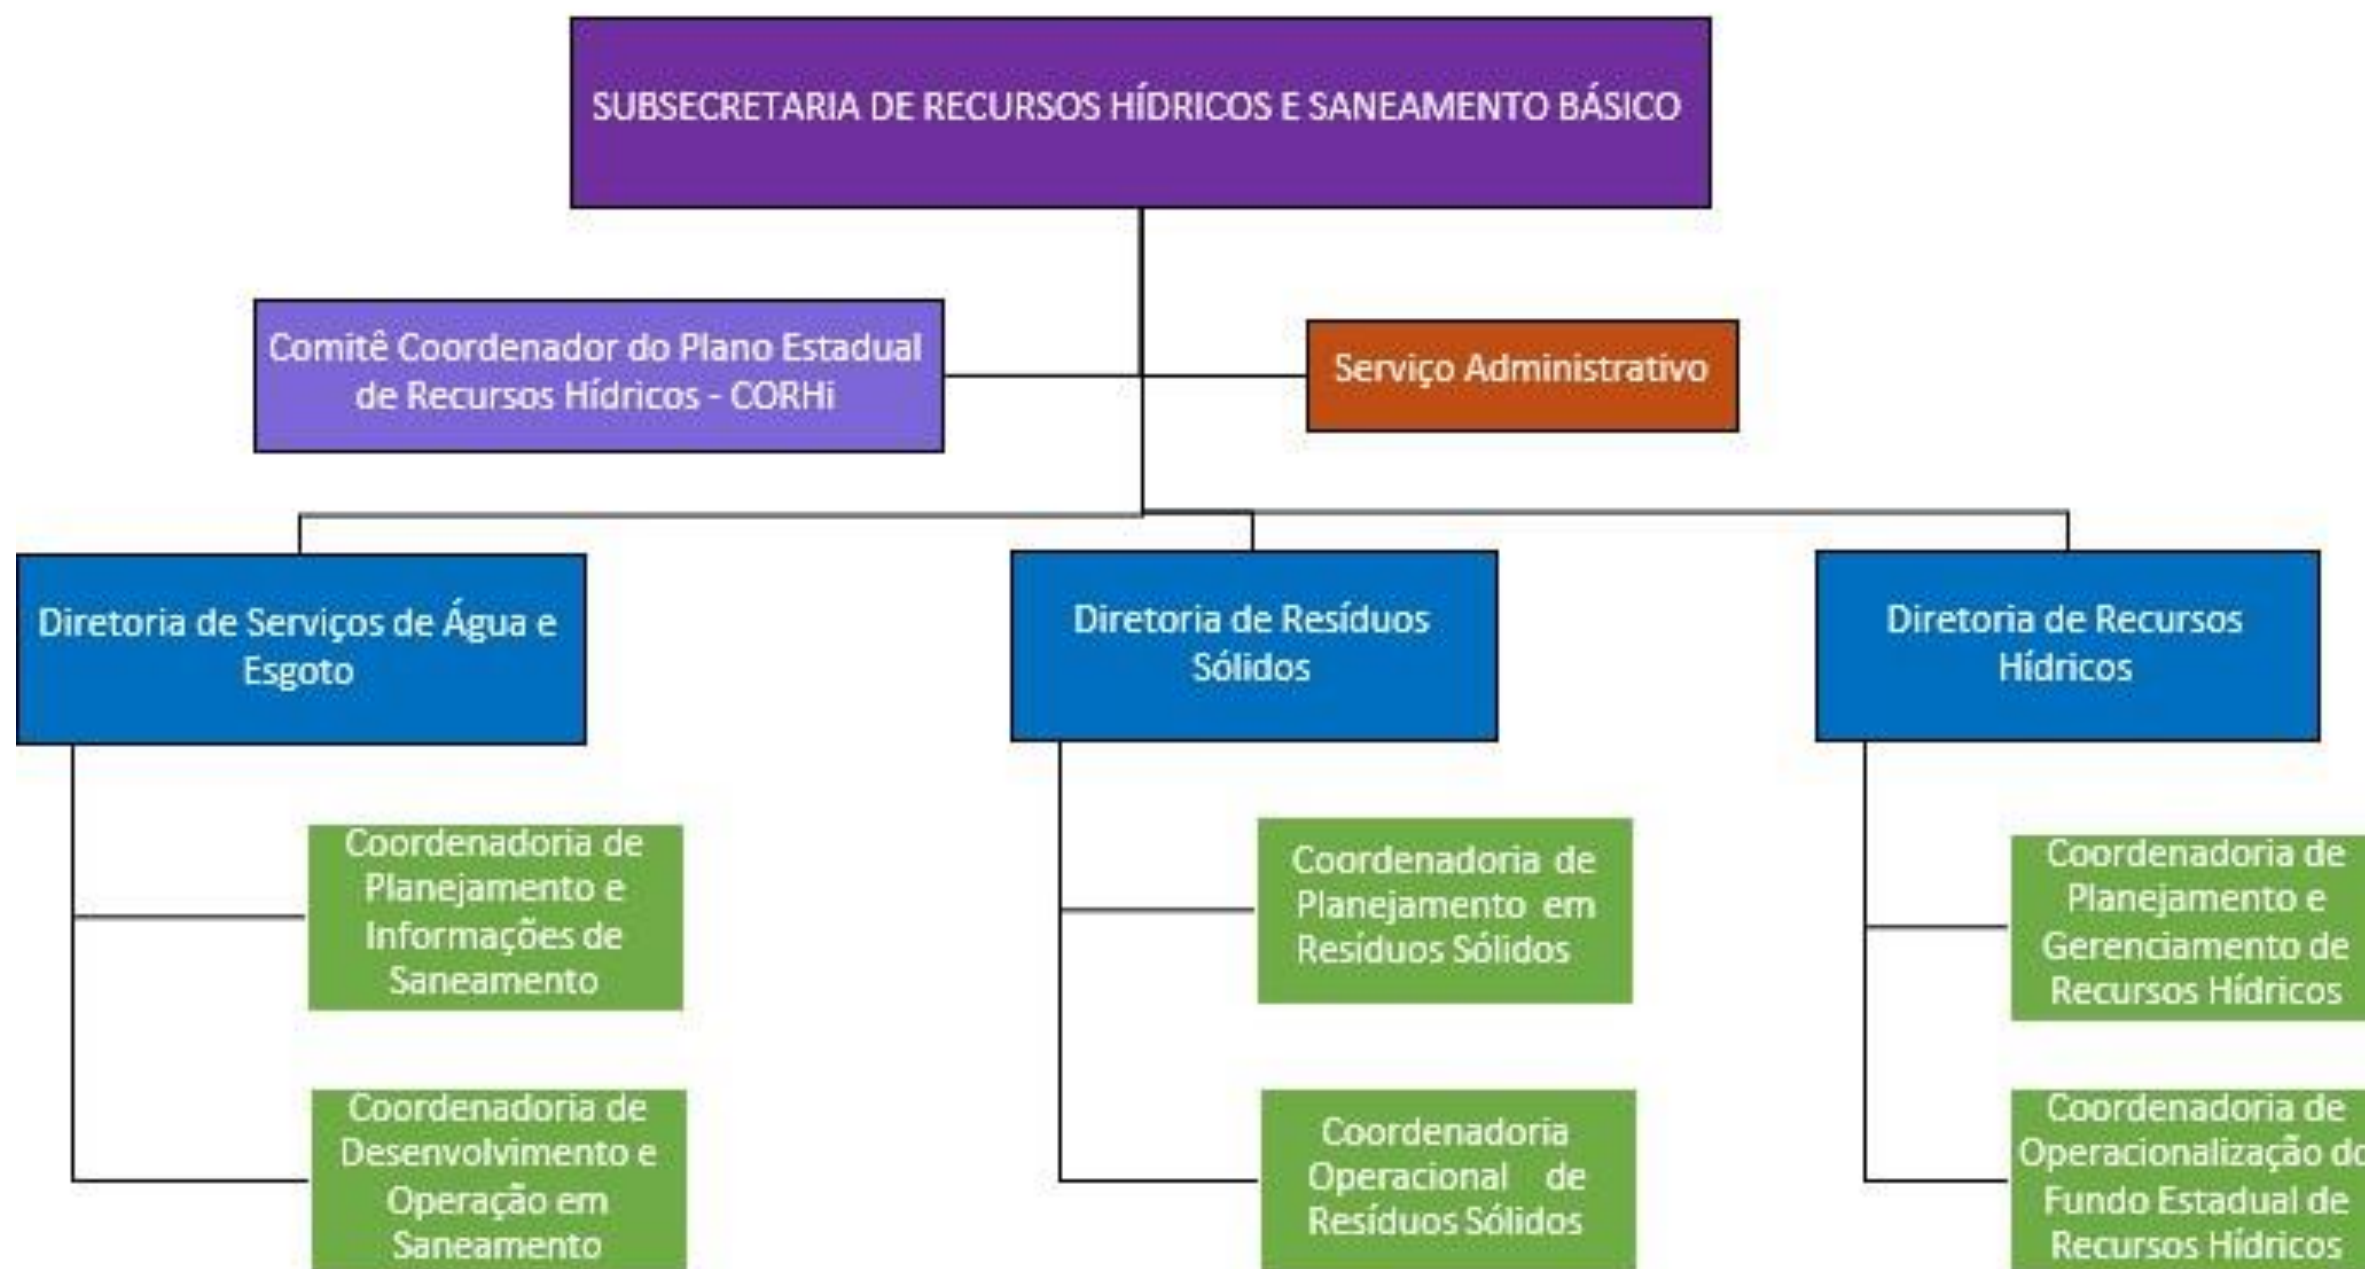 SUBSECRETARIA DE RECURSOS HÍDRICOS E SANEAMENTO BÁSICO
Comitê Coordenador do Plano Estadual
de Recursos Hídricos - CORHi
Serviço Administrativo
Diretoria de Serviços de Água e
Esgoto
Diretoria de Resíduos
Sólidos
Diretoria de Recursos
Hídricos
Coordenadoria de
Planejamento e
Informações de
Saneamento
Coordenadoria de
Planejamento em
Resíduos Sólidos
Coordenadoria de
Planejamento e
Gerenciamento de
Recursos Hídricos
Coordenadoria de
Desenvolvimento e
Operação em
Saneamento
Coordenadoria
Operacional de
Resíduos Sólidos
Coordenadoria de
Operacionalização do
Fundo Estadual de
Recursos Hídricos